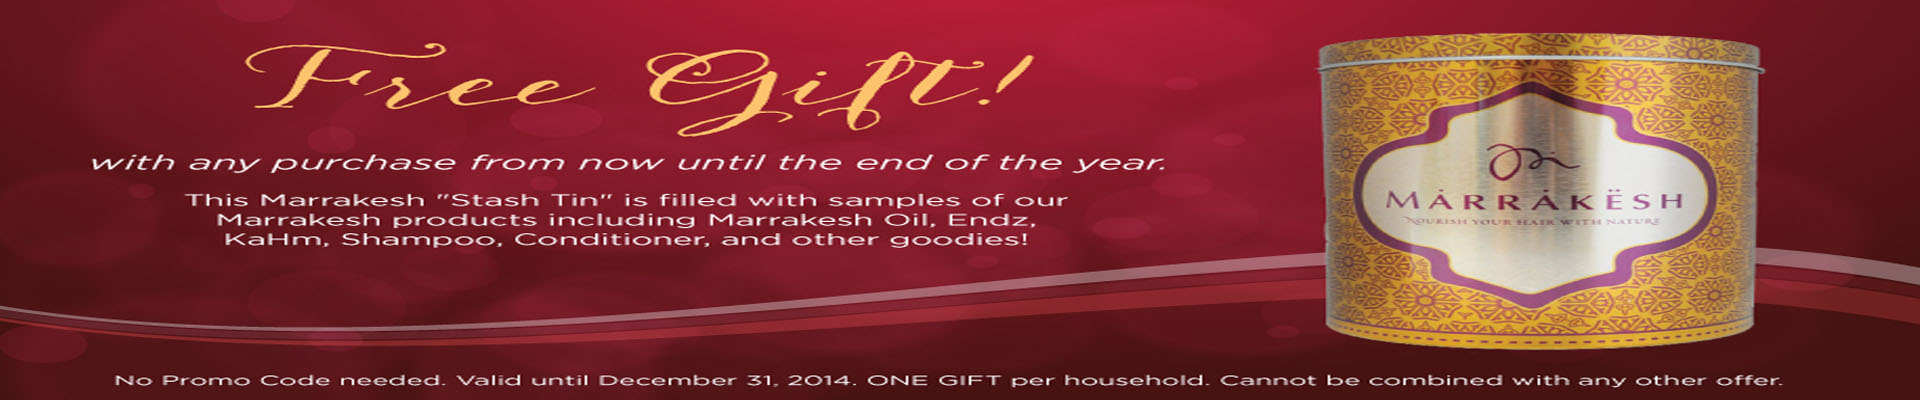 Free Gift!
with any purchase from now until the end of the year.
This Marrakesh "Stash Tin" is filled with samples of our
Marrakesh products including Marrakesh Oil, Endz,
KaHm, Shampoo, Conditioner, and other goodies!
MÁRRÁKËSH
NOURISH YOUR HAIR WITH NATURE
No Promo Code needed. Valid until December 31, 2014. ONE GIFT per household. Cannot be combined with any other offer.